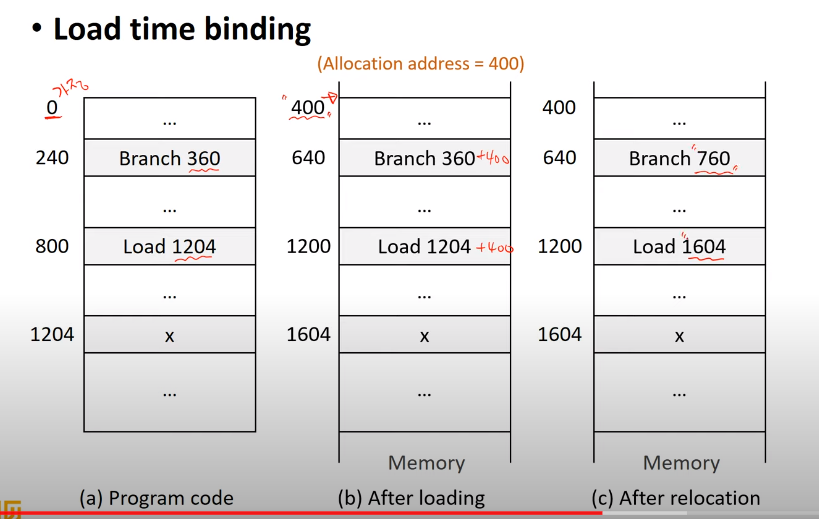 • Load time binding
(Allocation address = 400)
가정
0
...
240 Branch 360
...
800 Load 1204
...
1204 x
...
(a) Program code
"400"
...
640 Branch 360 +400
...
1200 Load 1204 +400
...
1604 x
...
Memory
(b) After loading
400
...
640 Branch "760"
...
1200 Load "1604
...
1604 x
...
Memory
(c) After relocation